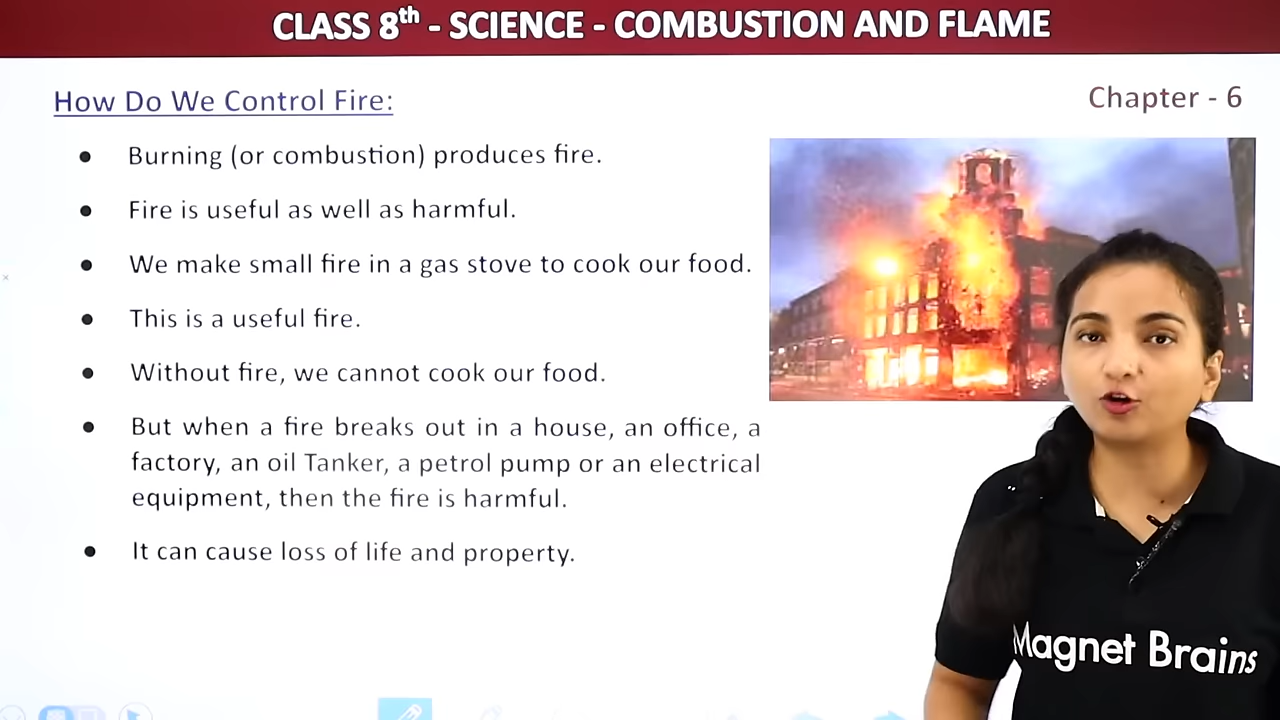 CLASS 8th - SCIENCE - COMBUSTION AND FLAME
How Do We Control Fire:
Chapter - 6
● Burning (or combustion) produces fire.
● Fire is useful as well as harmful.
● We make small fire in a gas stove to cook our food.
● This is a useful fire.
● Without fire, we cannot cook our food.
● But when a fire breaks out in a house, an office, a
factory, an oil Tanker, a petrol pump or an electrical
equipment, then the fire is harmful.
● It can cause loss of life and property.
Magnet Brains